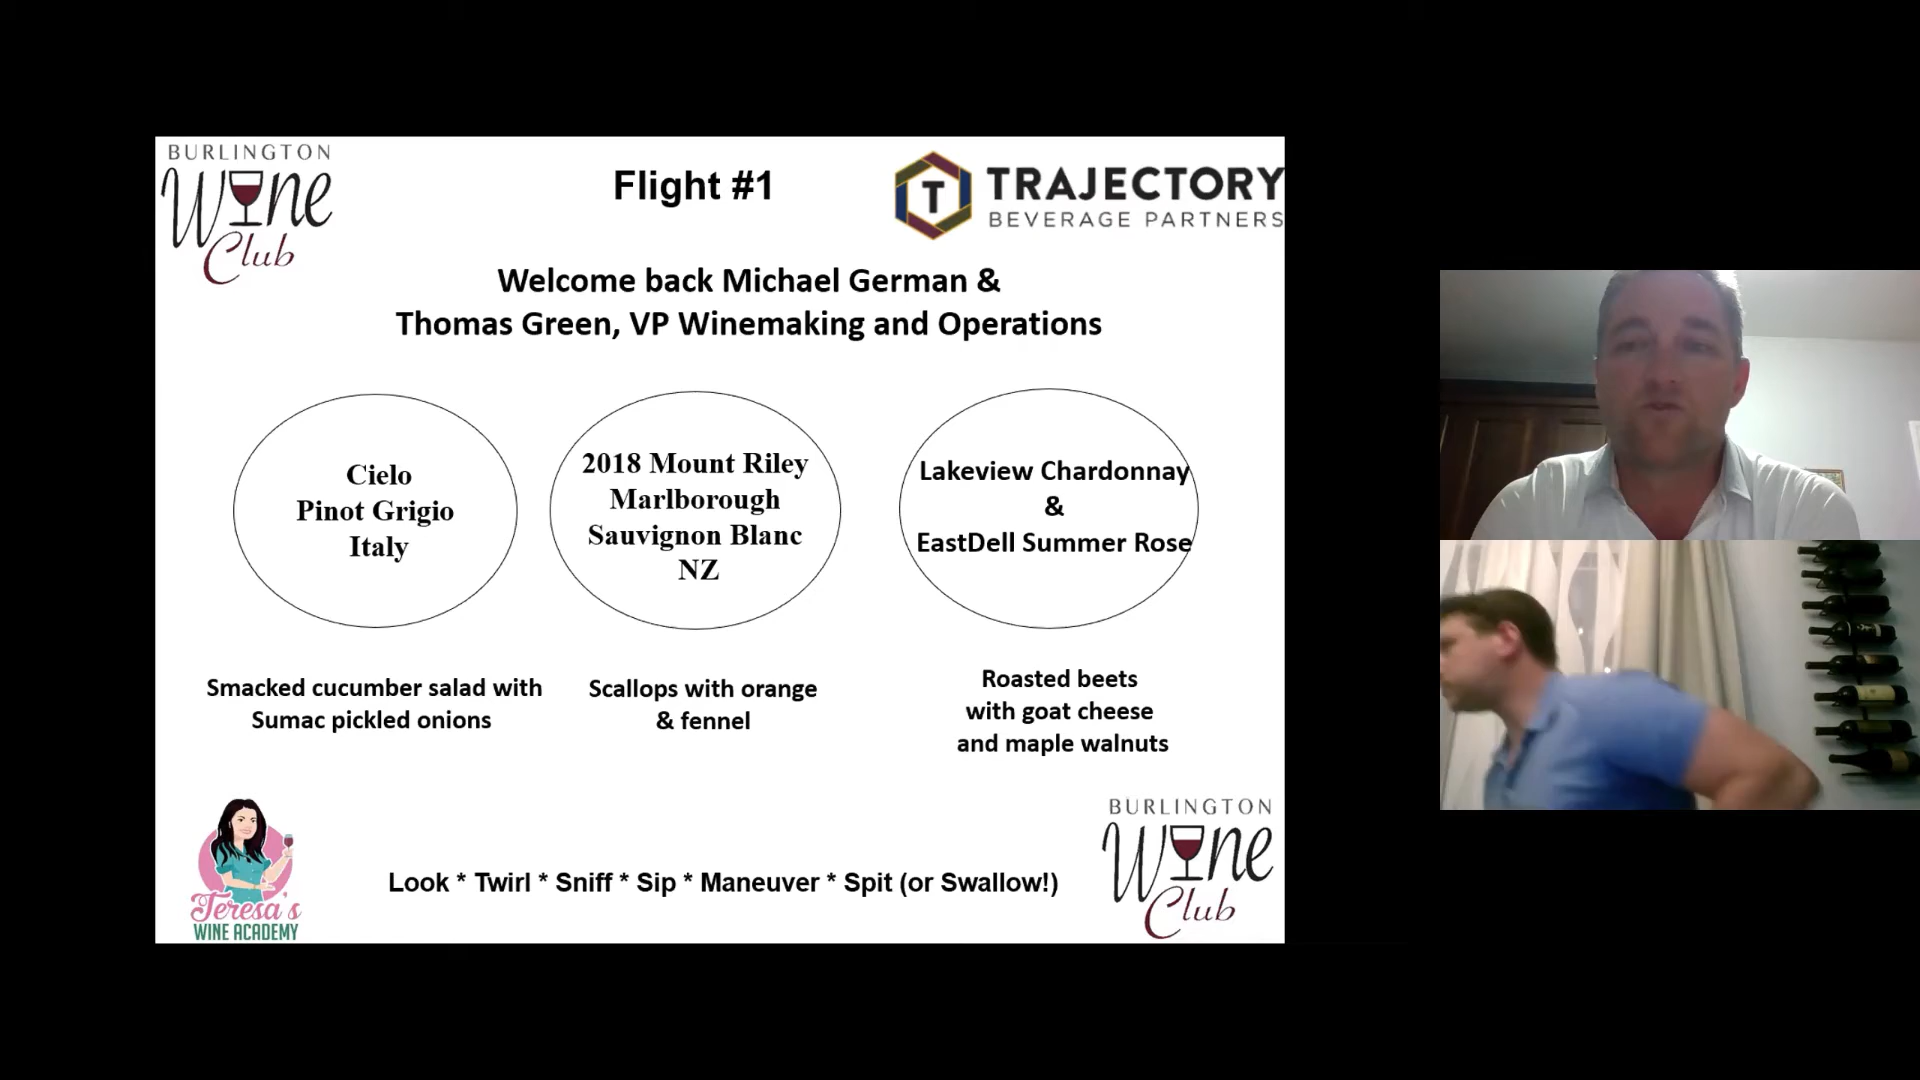 BURLINGTON
Wine
Club
Flight #1
T
TRAJECTORY
BEVERAGE PARTNERS
Welcome back Michael German &
Thomas Green, VP Winemaking and Operations
Cielo
Pinot Grigio
Italy
2018 Mount Riley
Marlborough
Sauvignon Blanc
NZ
Lakeview Chardonnay
&
EastDell Summer Rose
Smacked cucumber salad with
Sumac pickled onions
Scallops with orange
& fennel
Roasted beets
with goat cheese
and maple walnuts
Teresa's
WINE ACADEMY
Look * Twirl * Sniff * Sip * Maneuver * Spit (or Swallow!)
BURLINGTON
Wine
Club